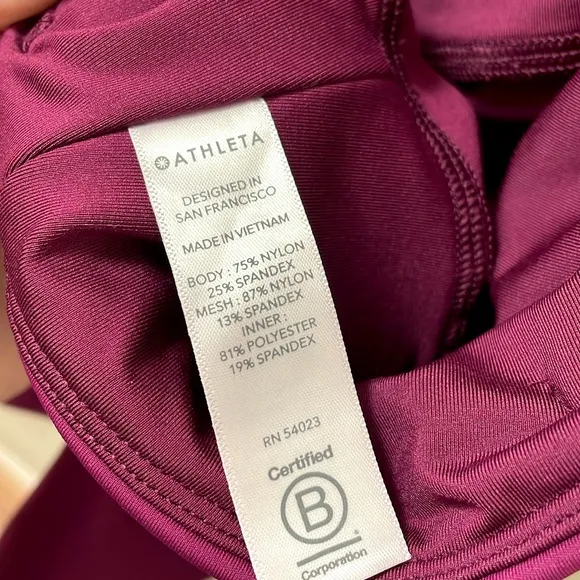 ATHLETA
DESIGNED IN
SAN FRANCISCO
MADE IN VIETNAM
BODY : 75% NYLON
25% SPANDEX
MESH : 87% NYLON
13% SPANDEX
INNER :
81% POLYESTER
19% SPANDEX
RN 54023
Certified
B
Corporation